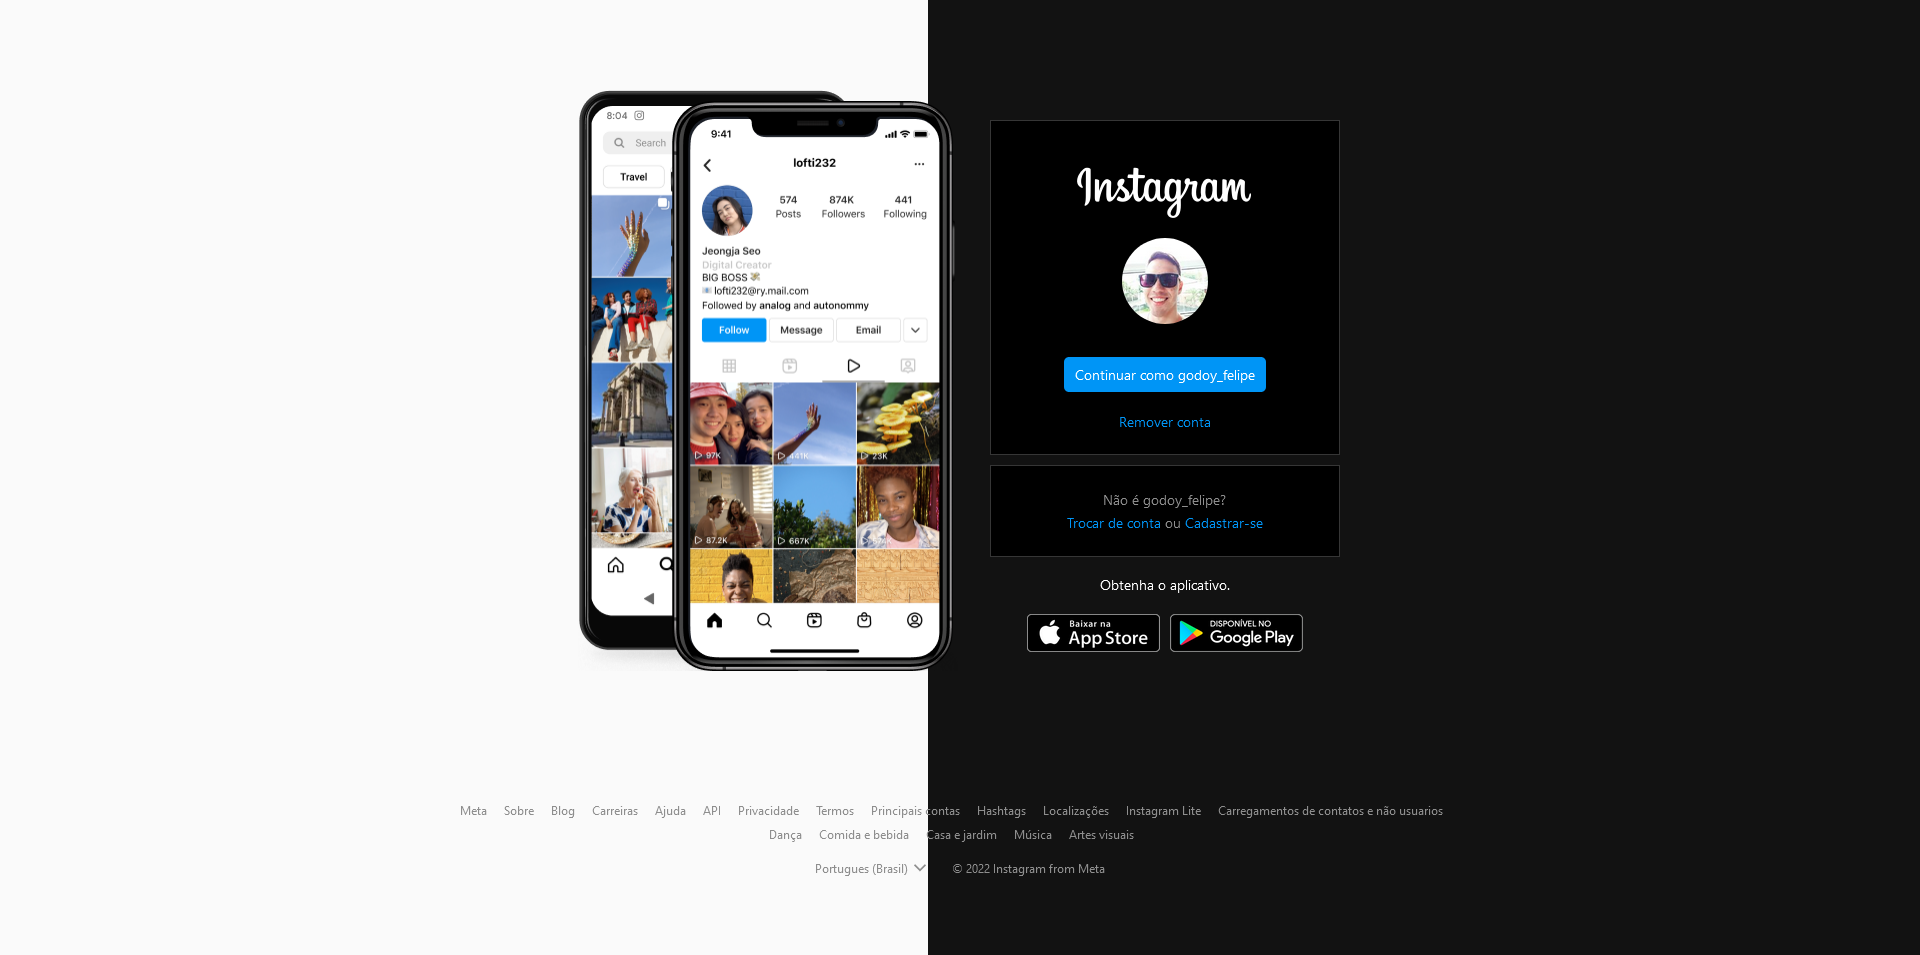 8:04
Search
Travel
9:41
lofti232
574 874K 441
Posts Followers Following
Jeongja Seo
Digital Creator
BIG BOSS
lofti232@ry.mail.com
Followed by analog and autonommy
Follow Message Email
97K 441K 23K
87.2K 667K
Instagram
Continuar como godoy_felipe
Remover conta
Não é godoy_felipe?
Trocar de conta ou Cadastrar-se
Obtenha o aplicativo.
Baixar na
App Store
DISPONÍVEL NO
Google Play
Meta Sobre Blog Carreiras Ajuda API Privacidade Termos Principais contas Hashtags Localizações Instagram Lite Carregamentos de contatos e não usuarios
Dança Comida e bebida Casa e jardim Música Artes visuais
Portugues (Brasil) © 2022 Instagram from Meta